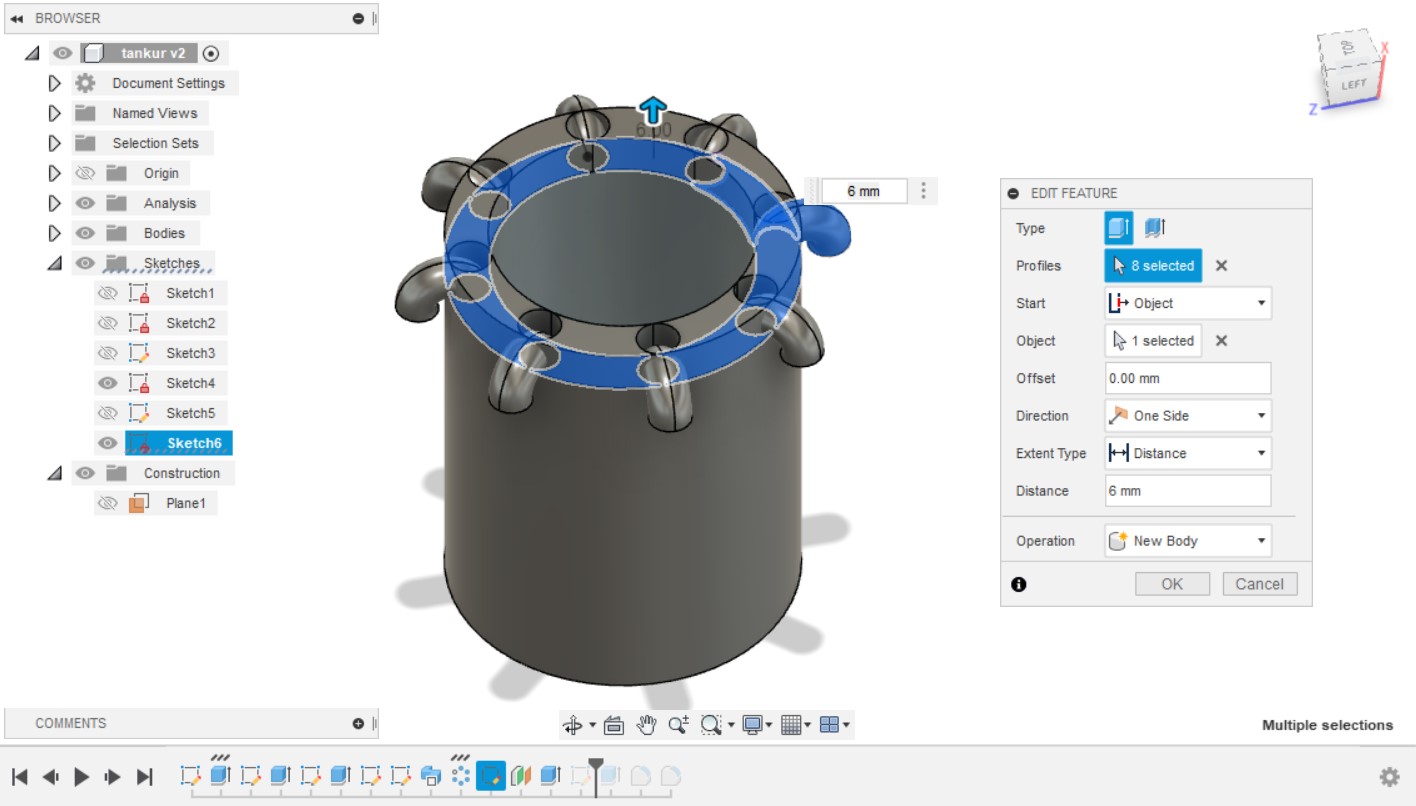 BROWSER
tankur v2
Document Settings
Named Views
Selection Sets
Origin
Analysis
Bodies
Sketches
Sketch1
Sketch2
Sketch3
Sketch4
Sketch5
Sketch6
Construction
Plane1
6.00
6 mm
TOP
LEFT
X
Z
EDIT FEATURE
Type
Profiles 8 selected
Start Object
Object 1 selected
Offset 0.00 mm
Direction One Side
Extent Type Distance
Distance 6 mm
Operation New Body
OK Cancel
COMMENTS
Multiple selections